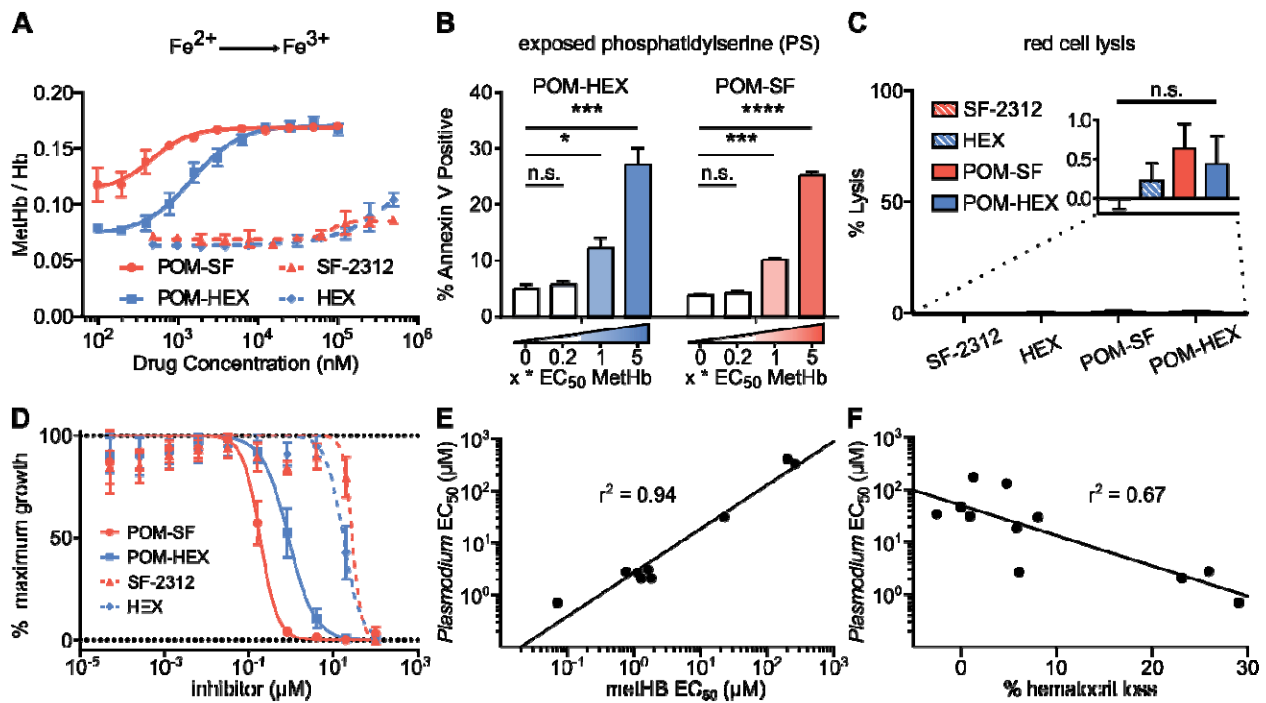 A
Fe2+ → Fe3+
MetHb / Hb
0.20
0.15
0.10
0.05
0.00
POM-SF
POM-HEX
SF-2312
HEX
10^2 10^3 10^4 10^5 10^6
Drug Concentration (nM)
B
exposed phosphatidylserine (PS)
% Annexin V Positive
40
30
20
10
0
POM-HEX
***
*
n.s.
0 0.2 1 5
x * EC50 MetHb
POM-SF
****
***
n.s.
0 0.2 1 5
x * EC50 MetHb
C
red cell lysis
% Lysis
100
50
0
SF-2312
HEX
POM-SF
POM-HEX
n.s.
1.0
0.5
0.0
SF-2312
HEX
POM-SF
POM-HEX
D
% maximum growth
100
50
0
POM-SF
POM-HEX
SF-2312
HEX
10^-5 10^-3 10^-1 10^1 10^3
inhibitor (µM)
E
Plasmodium EC50 (µM)
10^3
10^2
10^1
10^0
r2 = 0.94
10^-1 10^0 10^1 10^2 10^3
metHB EC50 (µM)
F
Plasmodium EC50 (µM)
10^3
10^2
10^1
10^0
r2 = 0.67
0 10 20 30
% hematocrit loss